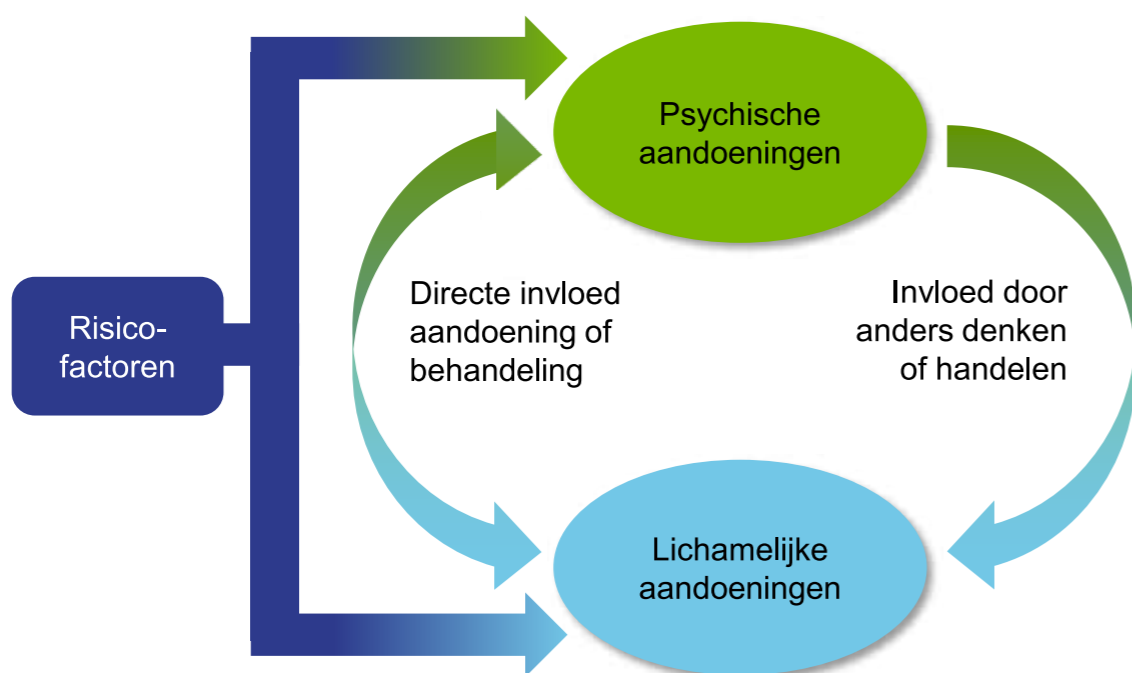 Psychische
aandoeningen
Risico-
factoren
Directe invloed
aandoening of
behandeling
Invloed door
anders denken
of handelen
Lichamelijke
aandoeningen